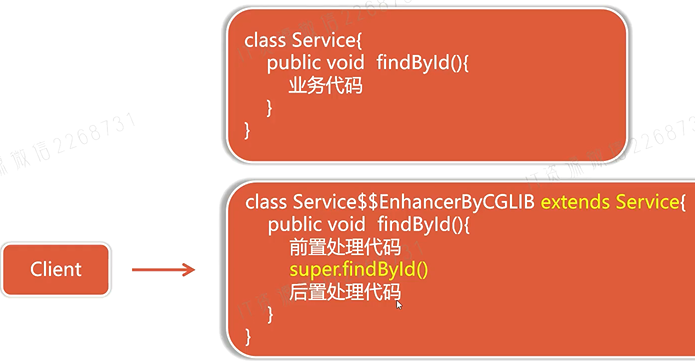 class Service{
public void findById(){
业务代码
}
}
class Service$$EnhancerByCGLIB extends Service{
public void findById(){
前置处理代码
Client
super.findById()
后置处理代码
}
}